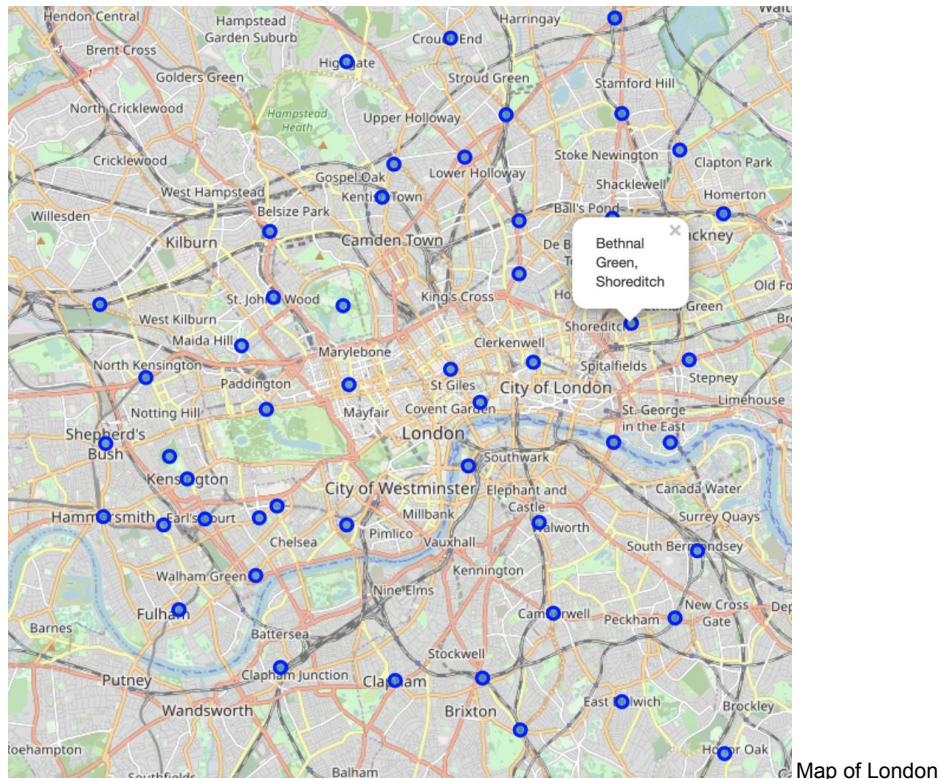 Hendon Central
Hampstead
Garden Suburb
Harringay
Brent Cross
Crouch End
Golders Green
Highgate
Stroud Green
Stamford Hill
North Cricklewood
Hampstead
Heath
Upper Holloway
Cricklewood
Stoke Newington
Clapton Park
Gospel Oak
Lower Holloway
Shacklewell
West Hampstead
Kentish Town
Homerton
Willesden
Belsize Park
Ball's Pond
Kilburn
Camden Town
De B
ckney
×
Bethnal
Green,
Shoreditch
St. John's Wood
King's Cross
Ho
Old Fo
West Kilburn
Green
Maida Hill
Clerkenwell
Shoreditch
Marylebone
North Kensington
Spitalfields
Paddington
St Giles
City of London
Stepney
Notting Hill
Mayfair
Covent Garden
St. George
in the East
Limehouse
Shepherd's
Bush
London
Southwark
Kensington
City of Westminster
Elephant and
Castle
Canada Water
Hammersmith
Earl's Court
Millbank
Walworth
Surrey Quays
Chelsea
Pimlico
Vauxhall
South Bermondsey
Walham Green
Kennington
Nine Elms
Fulham
Camberwell
New Cross
Gate
Dep
Peckham
Barnes
Battersea
Stockwell
Putney
Clapham Junction
Clapham
Wandsworth
Brixton
East Dulwich
Brockley
Roehampton
Honor Oak
Southfields
Balham
Map of London